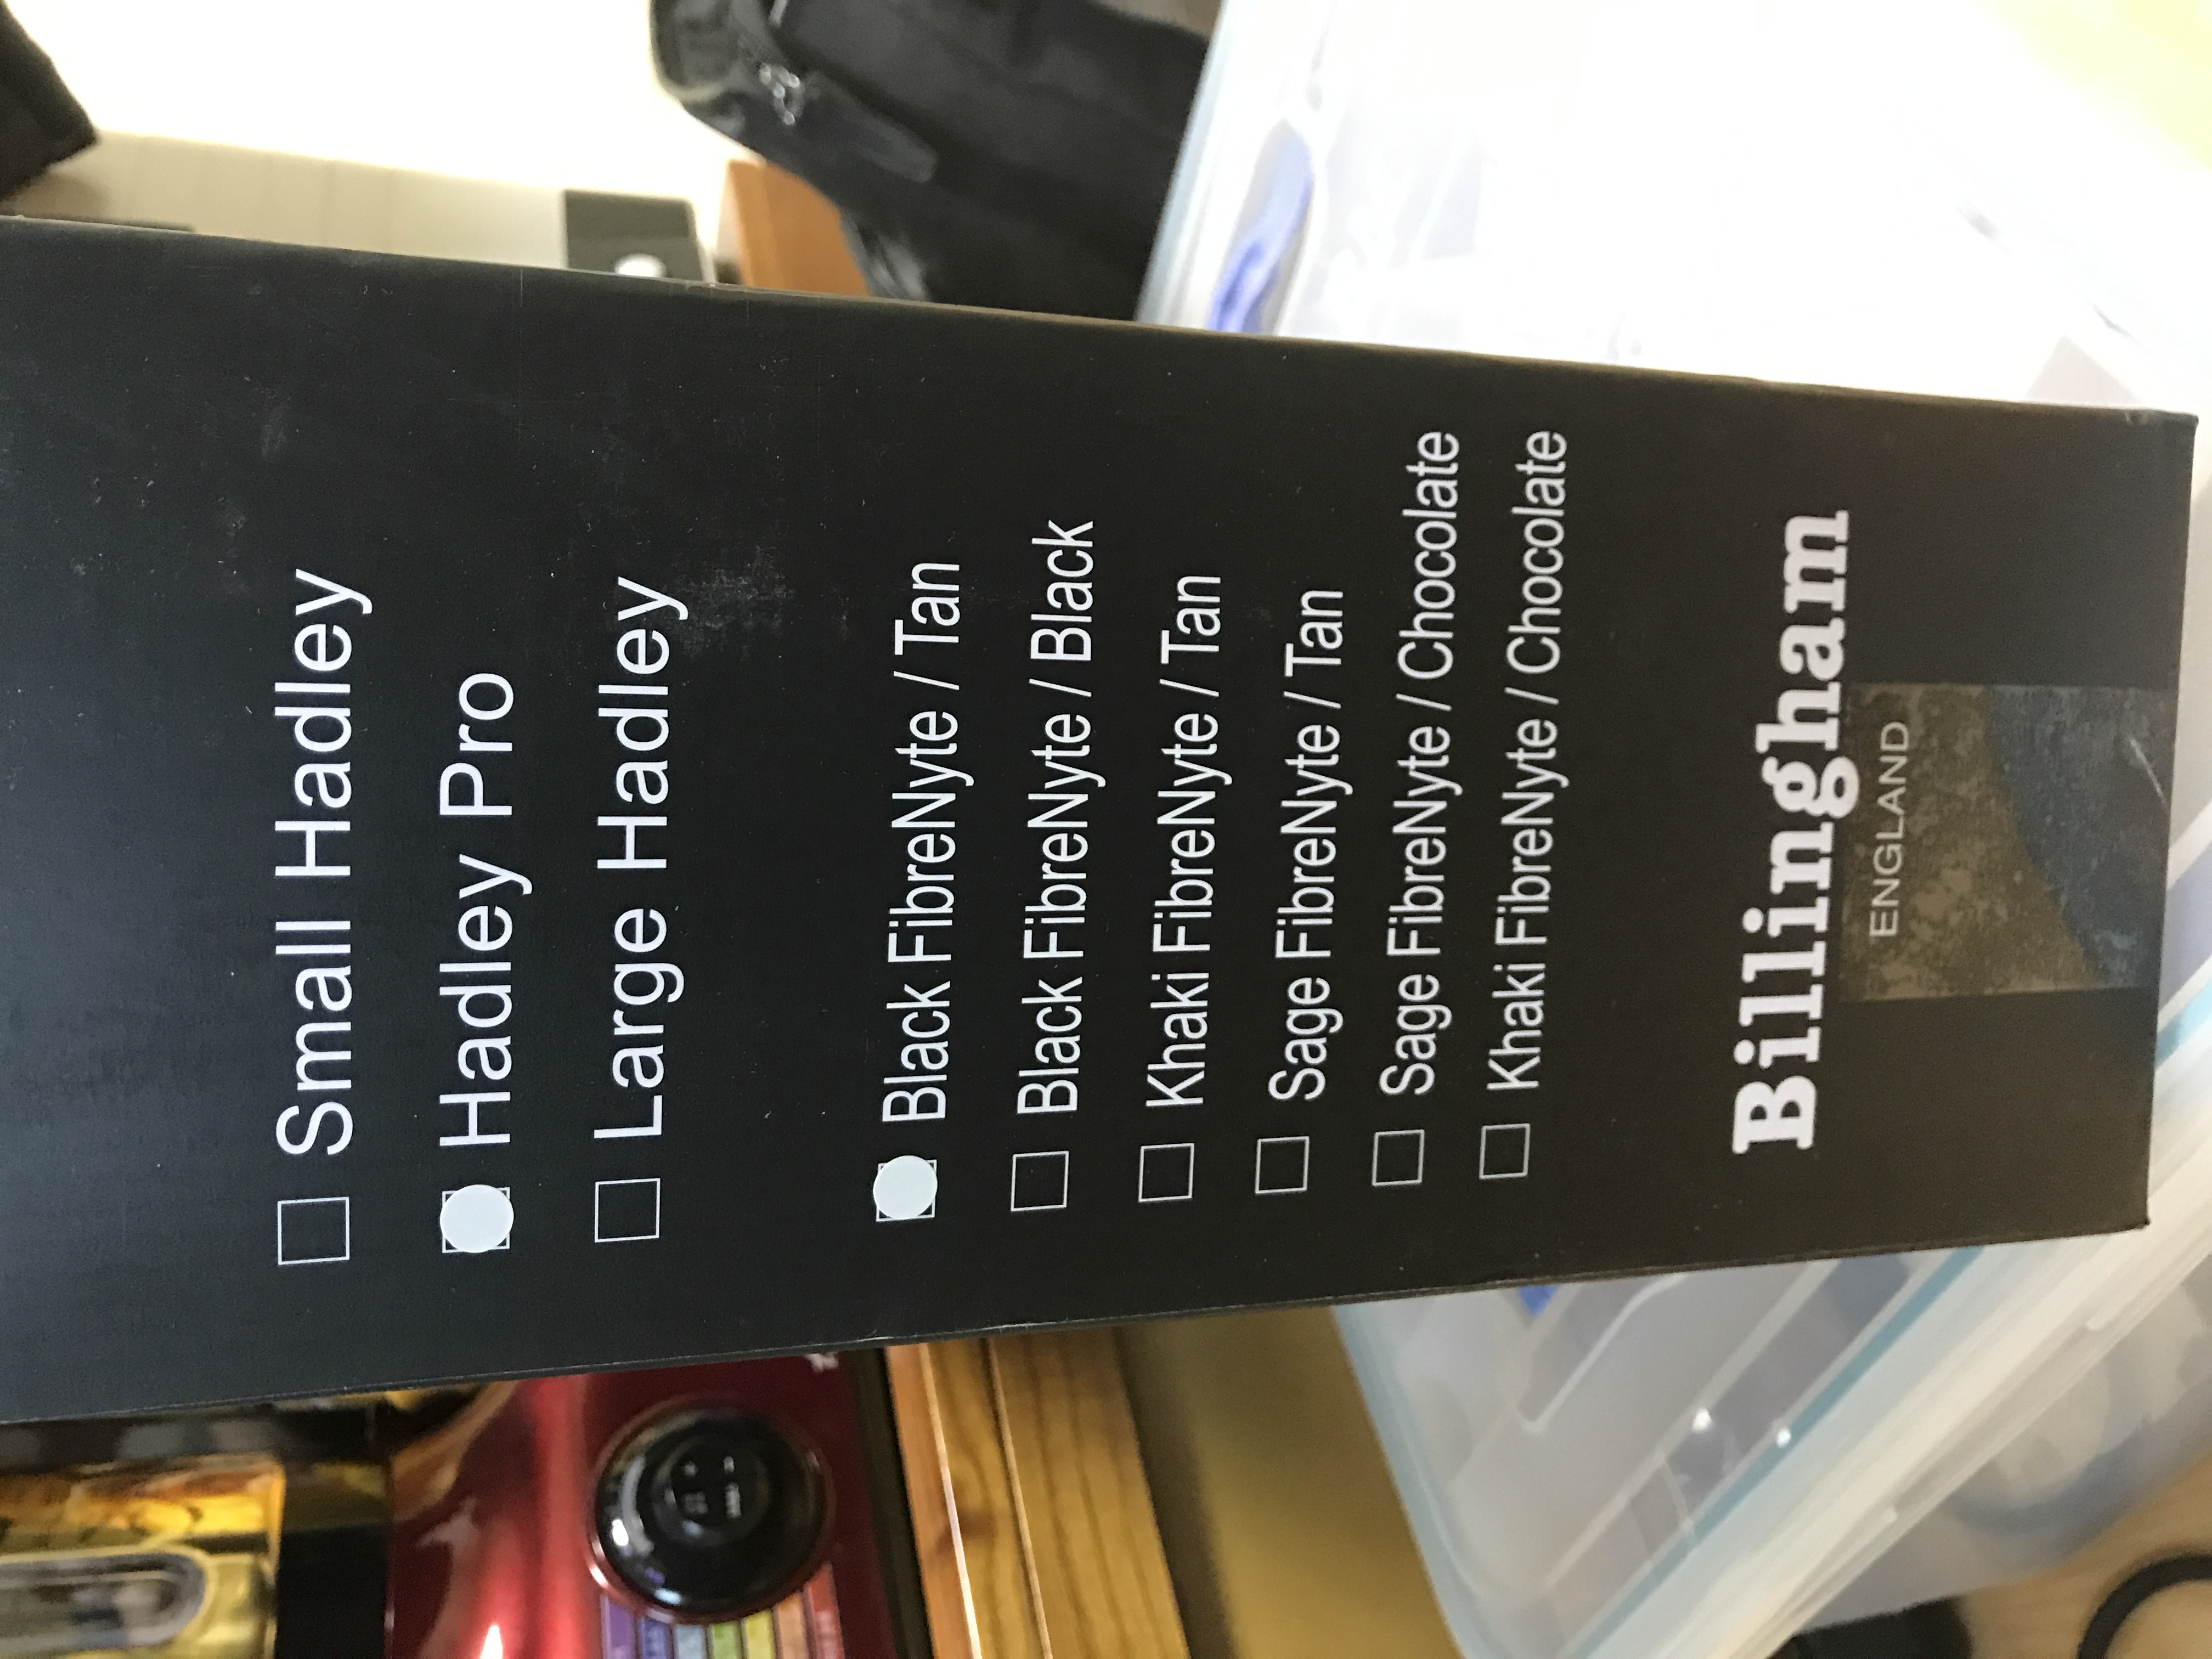 Small Hadley
Hadley Pro
Large Hadley
Black FibreNyte / Tan
Black FibreNyte / Black
Khaki FibreNyte / Tan
Sage FibreNyte / Tan
Sage FibreNyte / Chocolate
Khaki FibreNyte / Chocolate
Billingham
ENGLAND